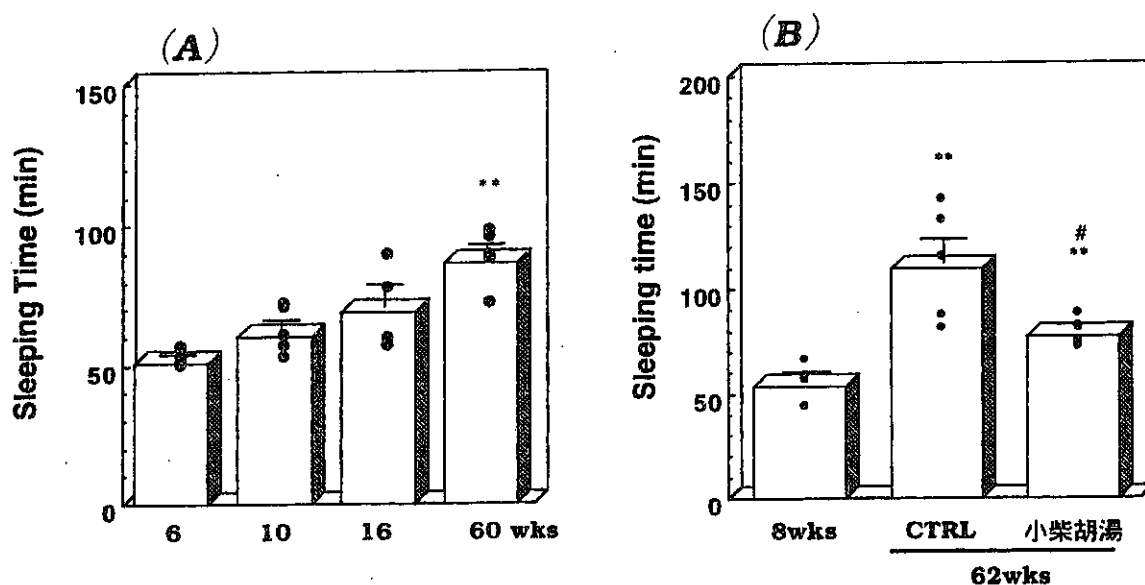 (A)
Sleeping Time (min)
150
100
50
0
**
6 10 16 60 wks
(B)
Sleeping time (min)
200
150
100
50
0
**
#
**
8wks CTRL 小柴胡湯
62wks